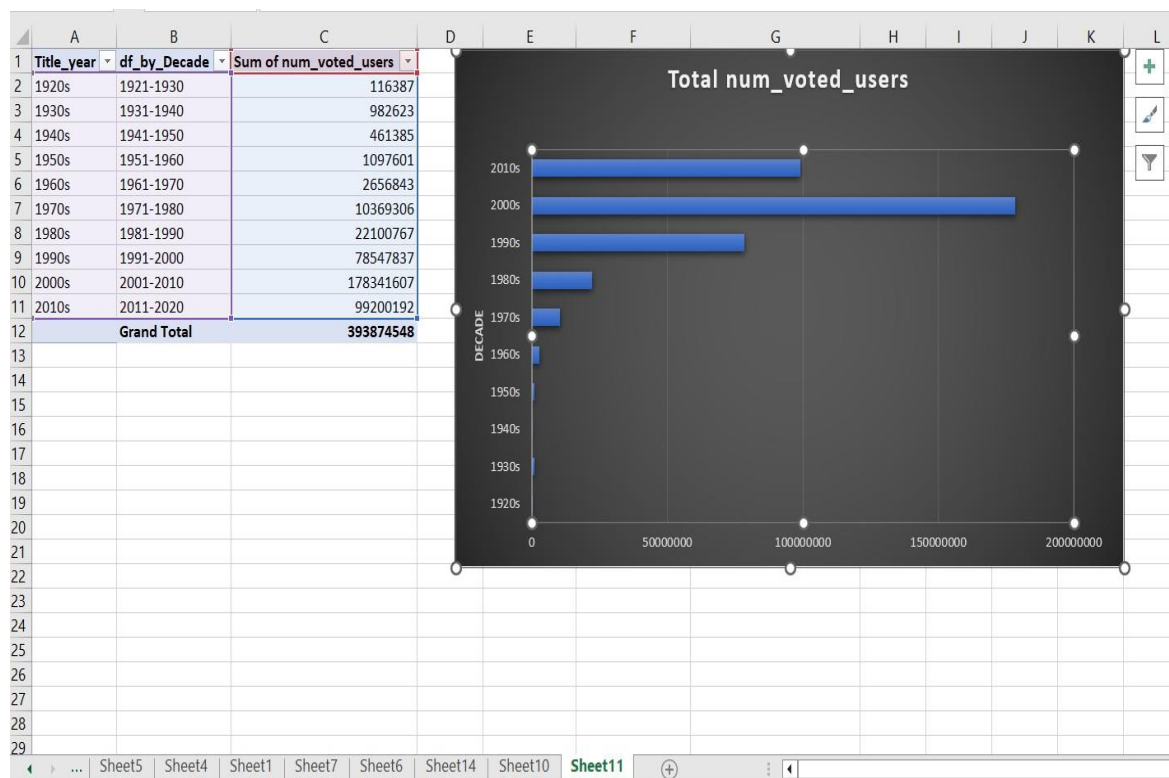 A B C D E F G H I J K L
1 Title_year df_by_Decade Sum of num_voted_users
2 1920s 1921-1930 116387
3 1930s 1931-1940 982623
4 1940s 1941-1950 461385
5 1950s 1951-1960 1097601
6 1960s 1961-1970 2656843
7 1970s 1971-1980 10369306
8 1980s 1981-1990 22100767
9 1990s 1991-2000 78547837
10 2000s 2001-2010 178341607
11 2010s 2011-2020 99200192
12 Grand Total 393874548
13
14
15
16
17
18
19
20
21
22
23
24
25
26
27
28
29
Total num_voted_users
DECADE
2010s
2000s
1990s
1980s
1970s
1960s
1950s
1940s
1930s
1920s
0 50000000 100000000 150000000 200000000
... Sheet5 Sheet4 Sheet1 Sheet7 Sheet6 Sheet14 Sheet10 Sheet11